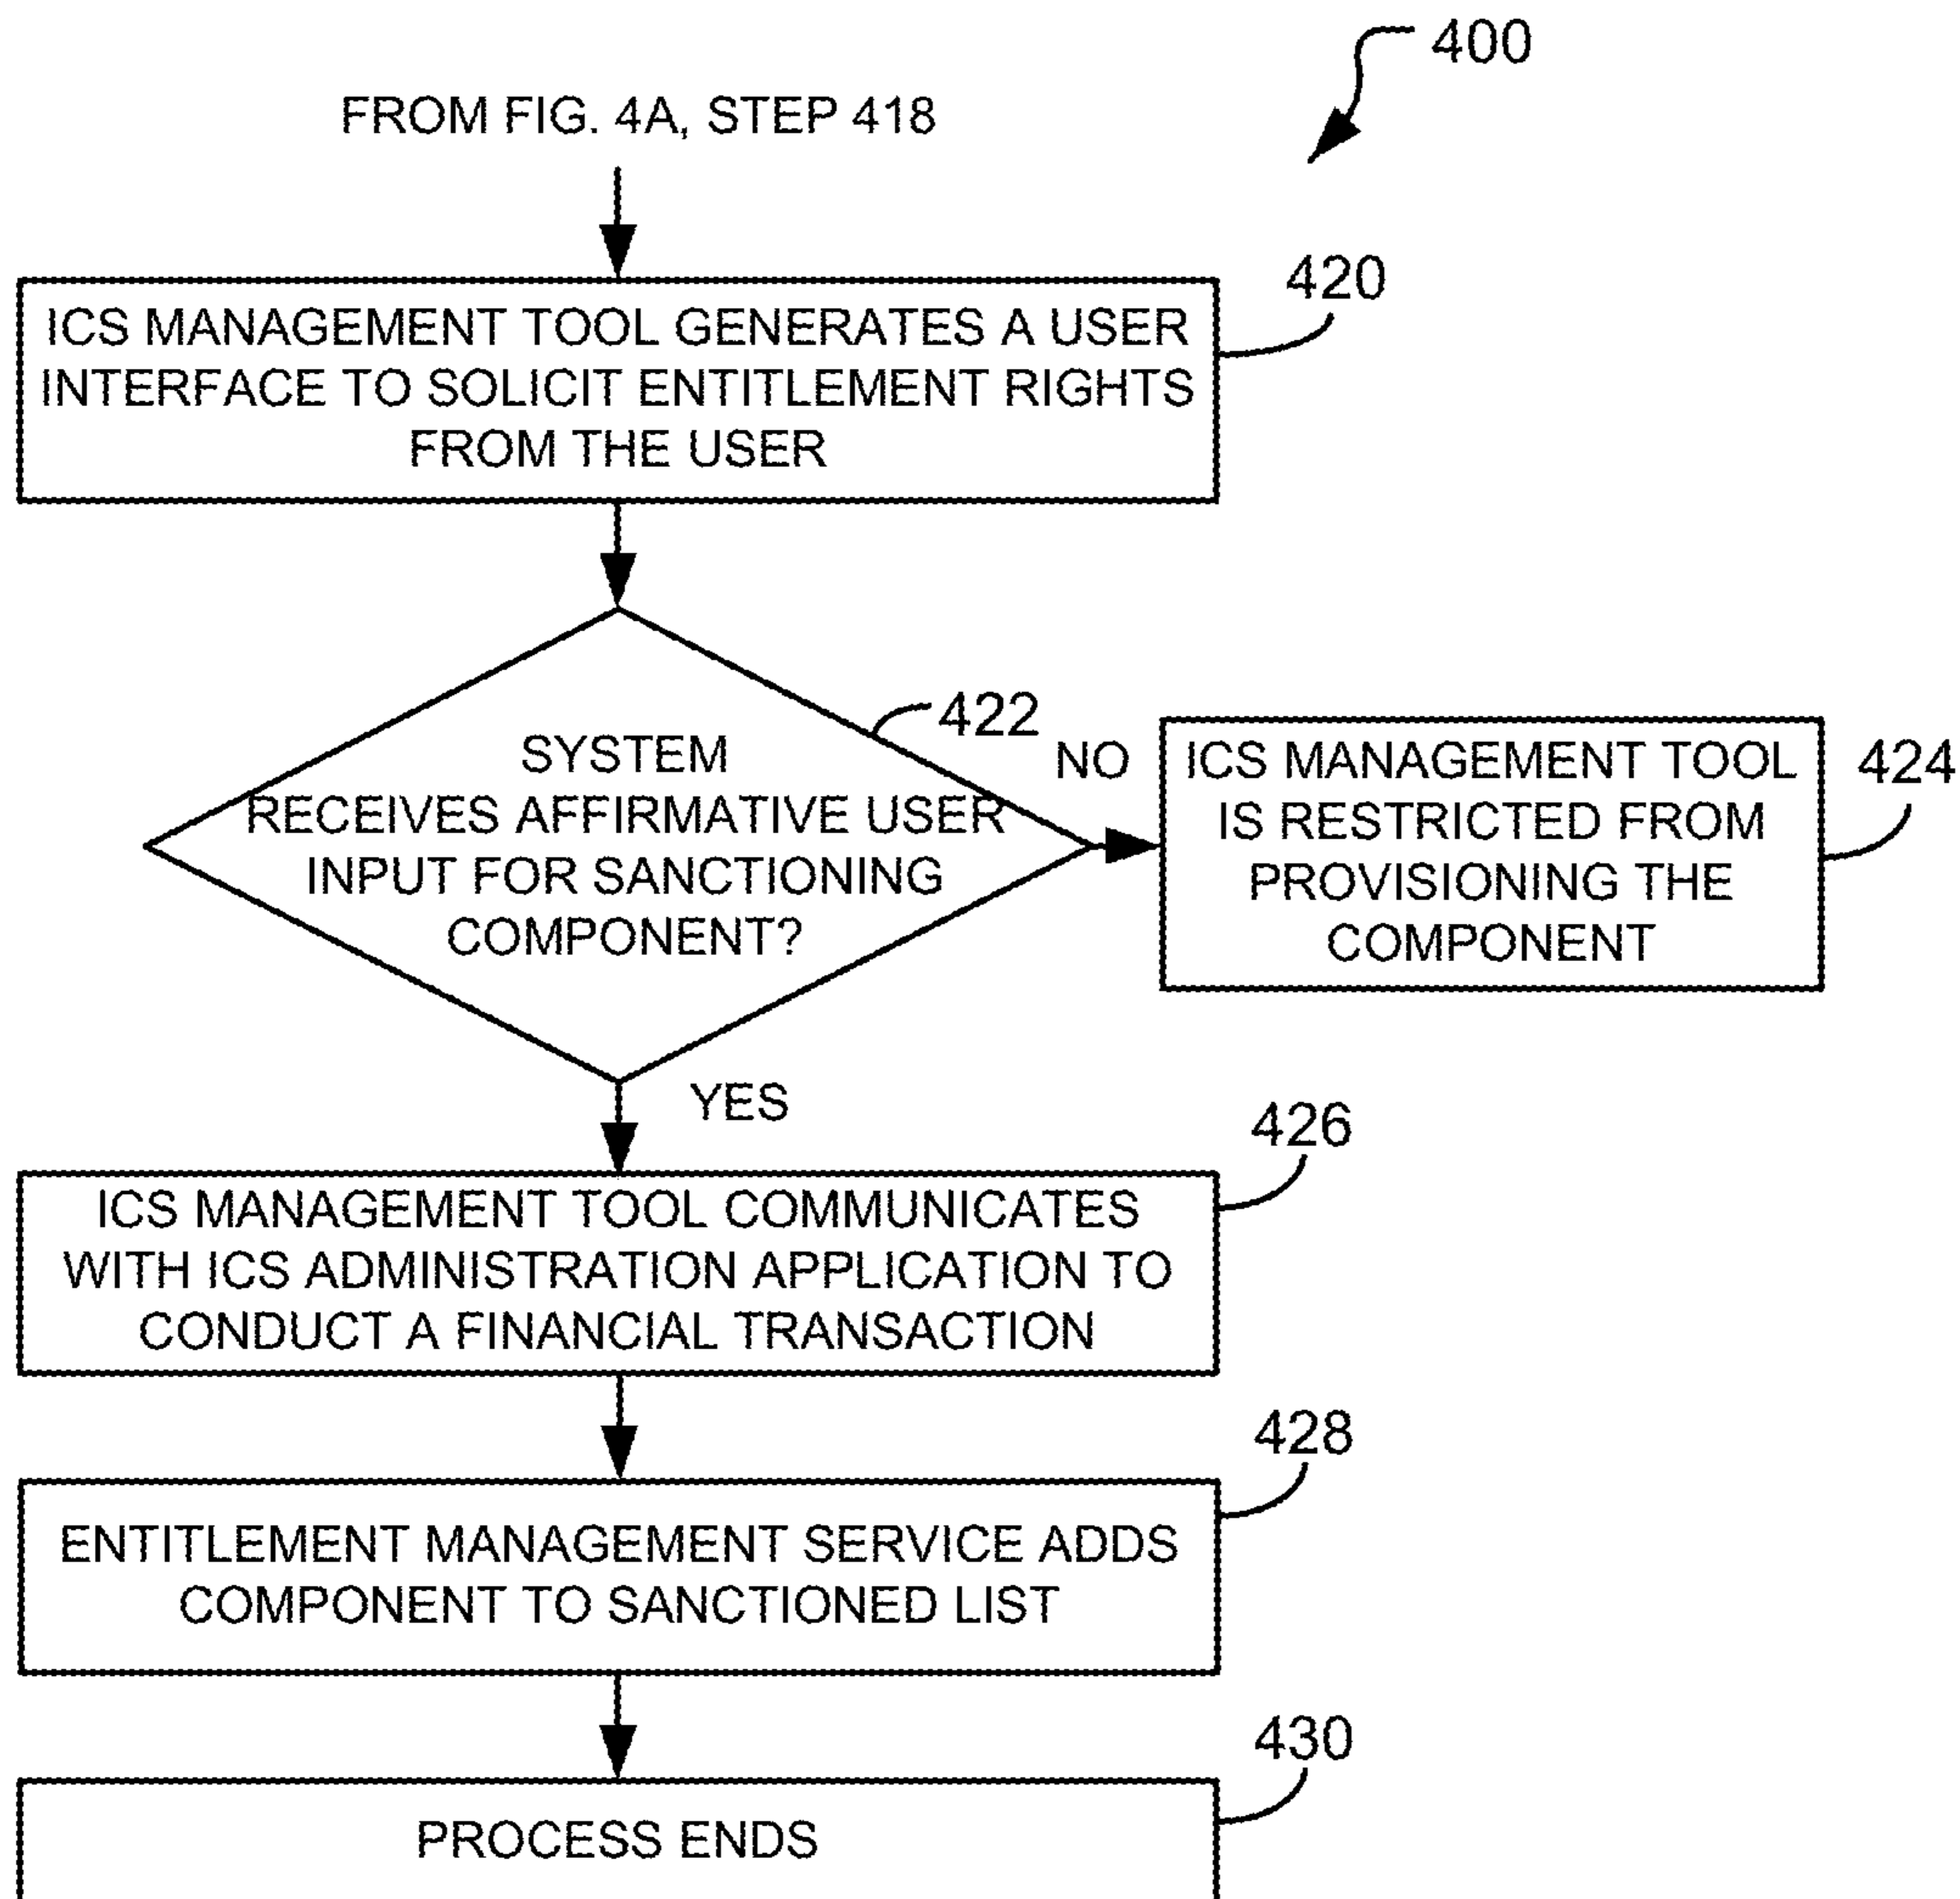 400
FROM FIG. 4A, STEP 418
420
ICS MANAGEMENT TOOL GENERATES A USER
INTERFACE TO SOLICIT ENTITLEMENT RIGHTS
FROM THE USER
422
SYSTEM
RECEIVES AFFIRMATIVE USER
INPUT FOR SANCTIONING
COMPONENT?
NO
ICS MANAGEMENT TOOL
IS RESTRICTED FROM
PROVISIONING THE
COMPONENT
424
YES
426
ICS MANAGEMENT TOOL COMMUNICATES
WITH ICS ADMINISTRATION APPLICATION TO
CONDUCT A FINANCIAL TRANSACTION
428
ENTITLEMENT MANAGEMENT SERVICE ADDS
COMPONENT TO SANCTIONED LIST
430
PROCESS ENDS